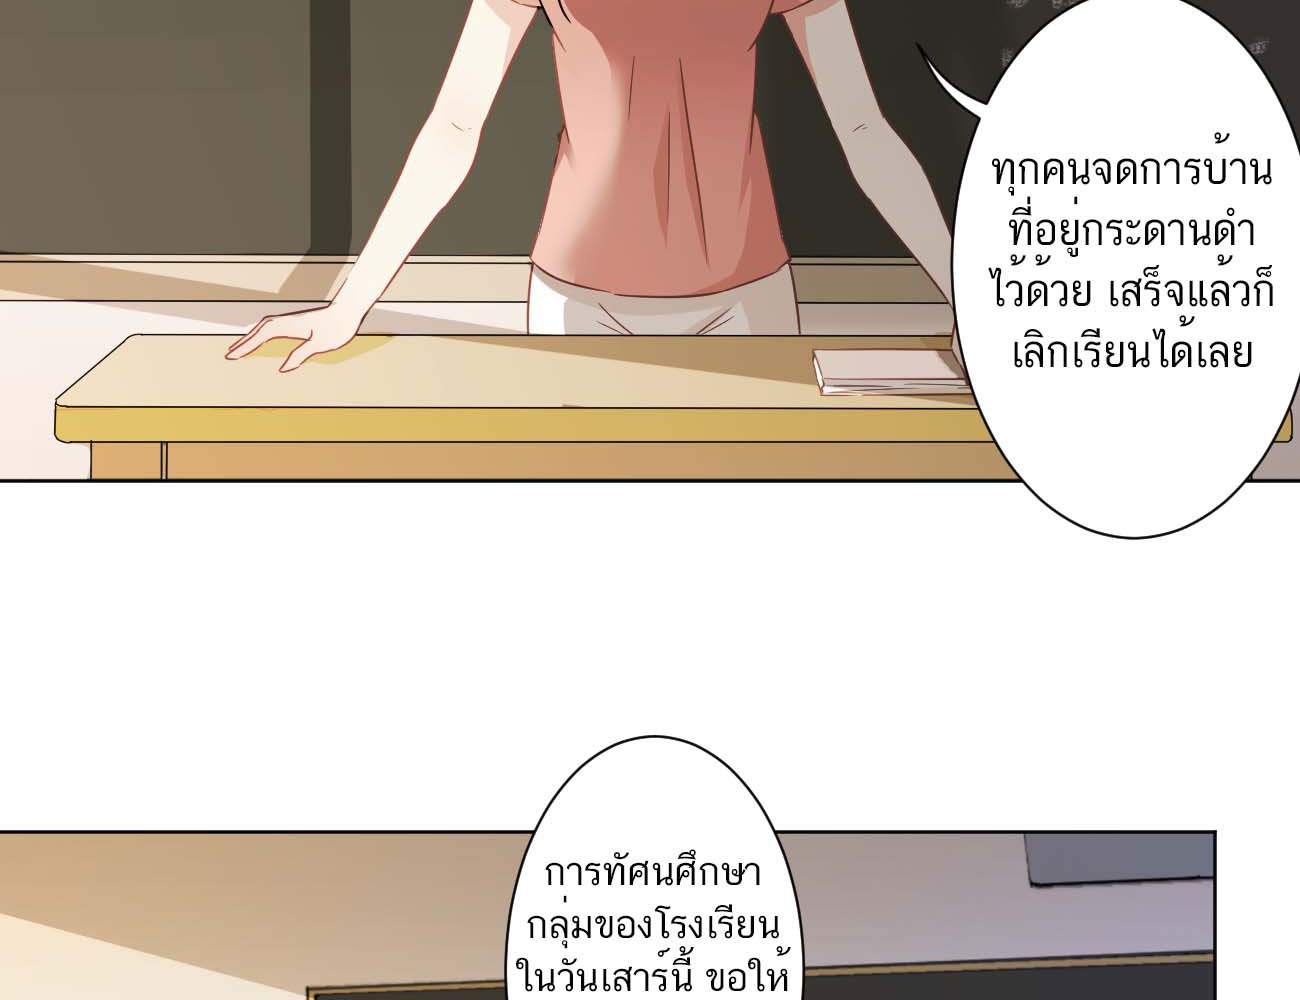 ทุกคนจดการบ้าน
ที่อยู่กระดานดำ
ไว้ด้วย เสร็จแล้วก็
เลิกเรียนได้เลย
การทัศนศึกษา
กลุ่มของโรงเรียน
ในวันเสาร์นี้ ขอให้